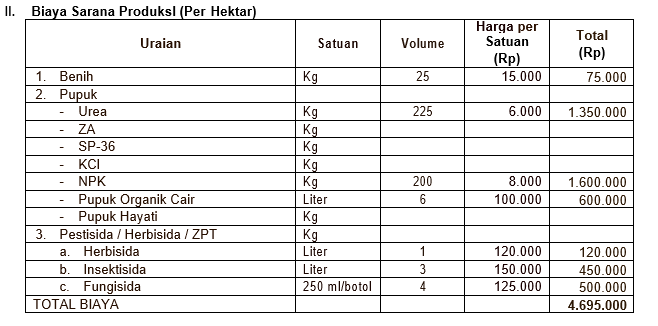 II. Biaya Sarana Produksl (Per Hektar)
Uraian Satuan Volume Harga per Satuan (Rp) Total (Rp)
1. Benih Kg 25 15.000 75.000
2. Pupuk
- Urea Kg 225 6.000 1.350.000
- ZA Kg
- SP-36 Kg
- KCl Kg
- NPK Kg 200 8.000 1.600.000
- Pupuk Organik Cair Liter 6 100.000 600.000
- Pupuk Hayati Kg
3. Pestisida / Herbisida / ZPT Kg
a. Herbisida Liter 1 120.000 120.000
b. Insektisida Liter 3 150.000 450.000
c. Fungisida 250 ml/botol 4 125.000 500.000
TOTAL BIAYA 4.695.000